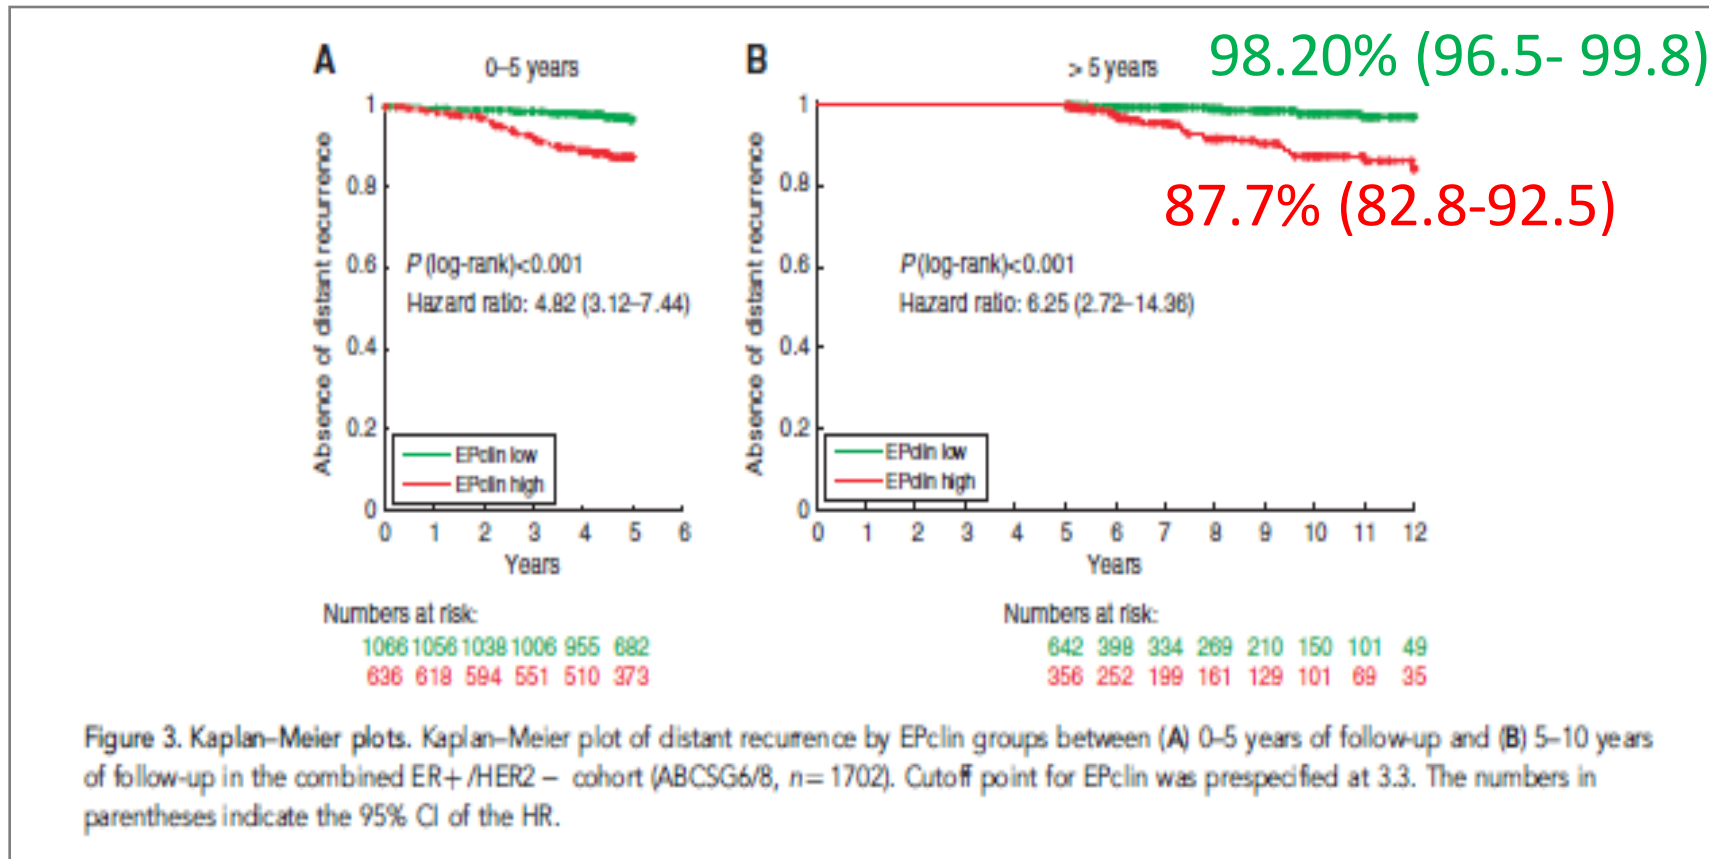 A
0–5 years
1
0.8
0.6
0.4
0.2
0
Absence of distant recurrence
P (log-rank)<0.001
Hazard ratio: 4.82 (3.12–7.44)
EPclin low
EPclin high
0 1 2 3 4 5 6
Years
Numbers at risk:
1066 1056 1038 1006 955 682
636 618 594 551 510 373
B
> 5 years
98.20% (96.5- 99.8)
87.7% (82.8-92.5)
1
0.8
0.6
0.4
0.2
0
Absence of distant recurrence
P (log-rank)<0.001
Hazard ratio: 6.25 (2.72–14.36)
EPclin low
EPclin high
0 1 2 3 4 5 6 7 8 9 10 11 12
Years
Numbers at risk:
642 398 334 269 210 150 101 49
356 252 199 161 129 101 69 35
Figure 3. Kaplan–Meier plots. Kaplan–Meier plot of distant recurrence by EPclin groups between (A) 0–5 years of follow-up and (B) 5–10 years
of follow-up in the combined ER+/HER2 − cohort (ABCSG6/8, n= 1702). Cutoff point for EPclin was prespecified at 3.3. The numbers in
parentheses indicate the 95% CI of the HR.